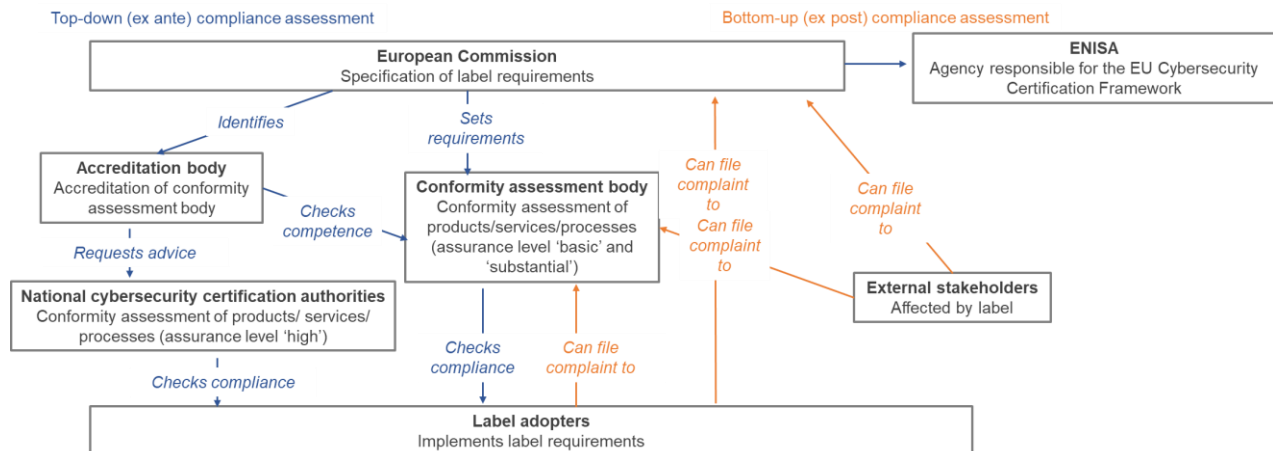 Top-down (ex ante) compliance assessment
Bottom-up (ex post) compliance assessment
European Commission
Specification of label requirements
ENISA
Agency responsible for the EU Cybersecurity
Certification Framework
Identifies
Sets
requirements
Accreditation body
Accreditation of conformity
assessment body
Conformity assessment body
Conformity assessment of
products/services/processes
(assurance level ‘basic’ and
‘substantial’)
Can file
complaint
to
Can file
complaint
to
Can file
complaint
to
Checks
competence
Requests advice
National cybersecurity certification authorities
Conformity assessment of products/ services/
processes (assurance level ‘high’)
External stakeholders
Affected by label
Checks compliance
Checks
compliance
Can file
complaint to
Label adopters
Implements label requirements